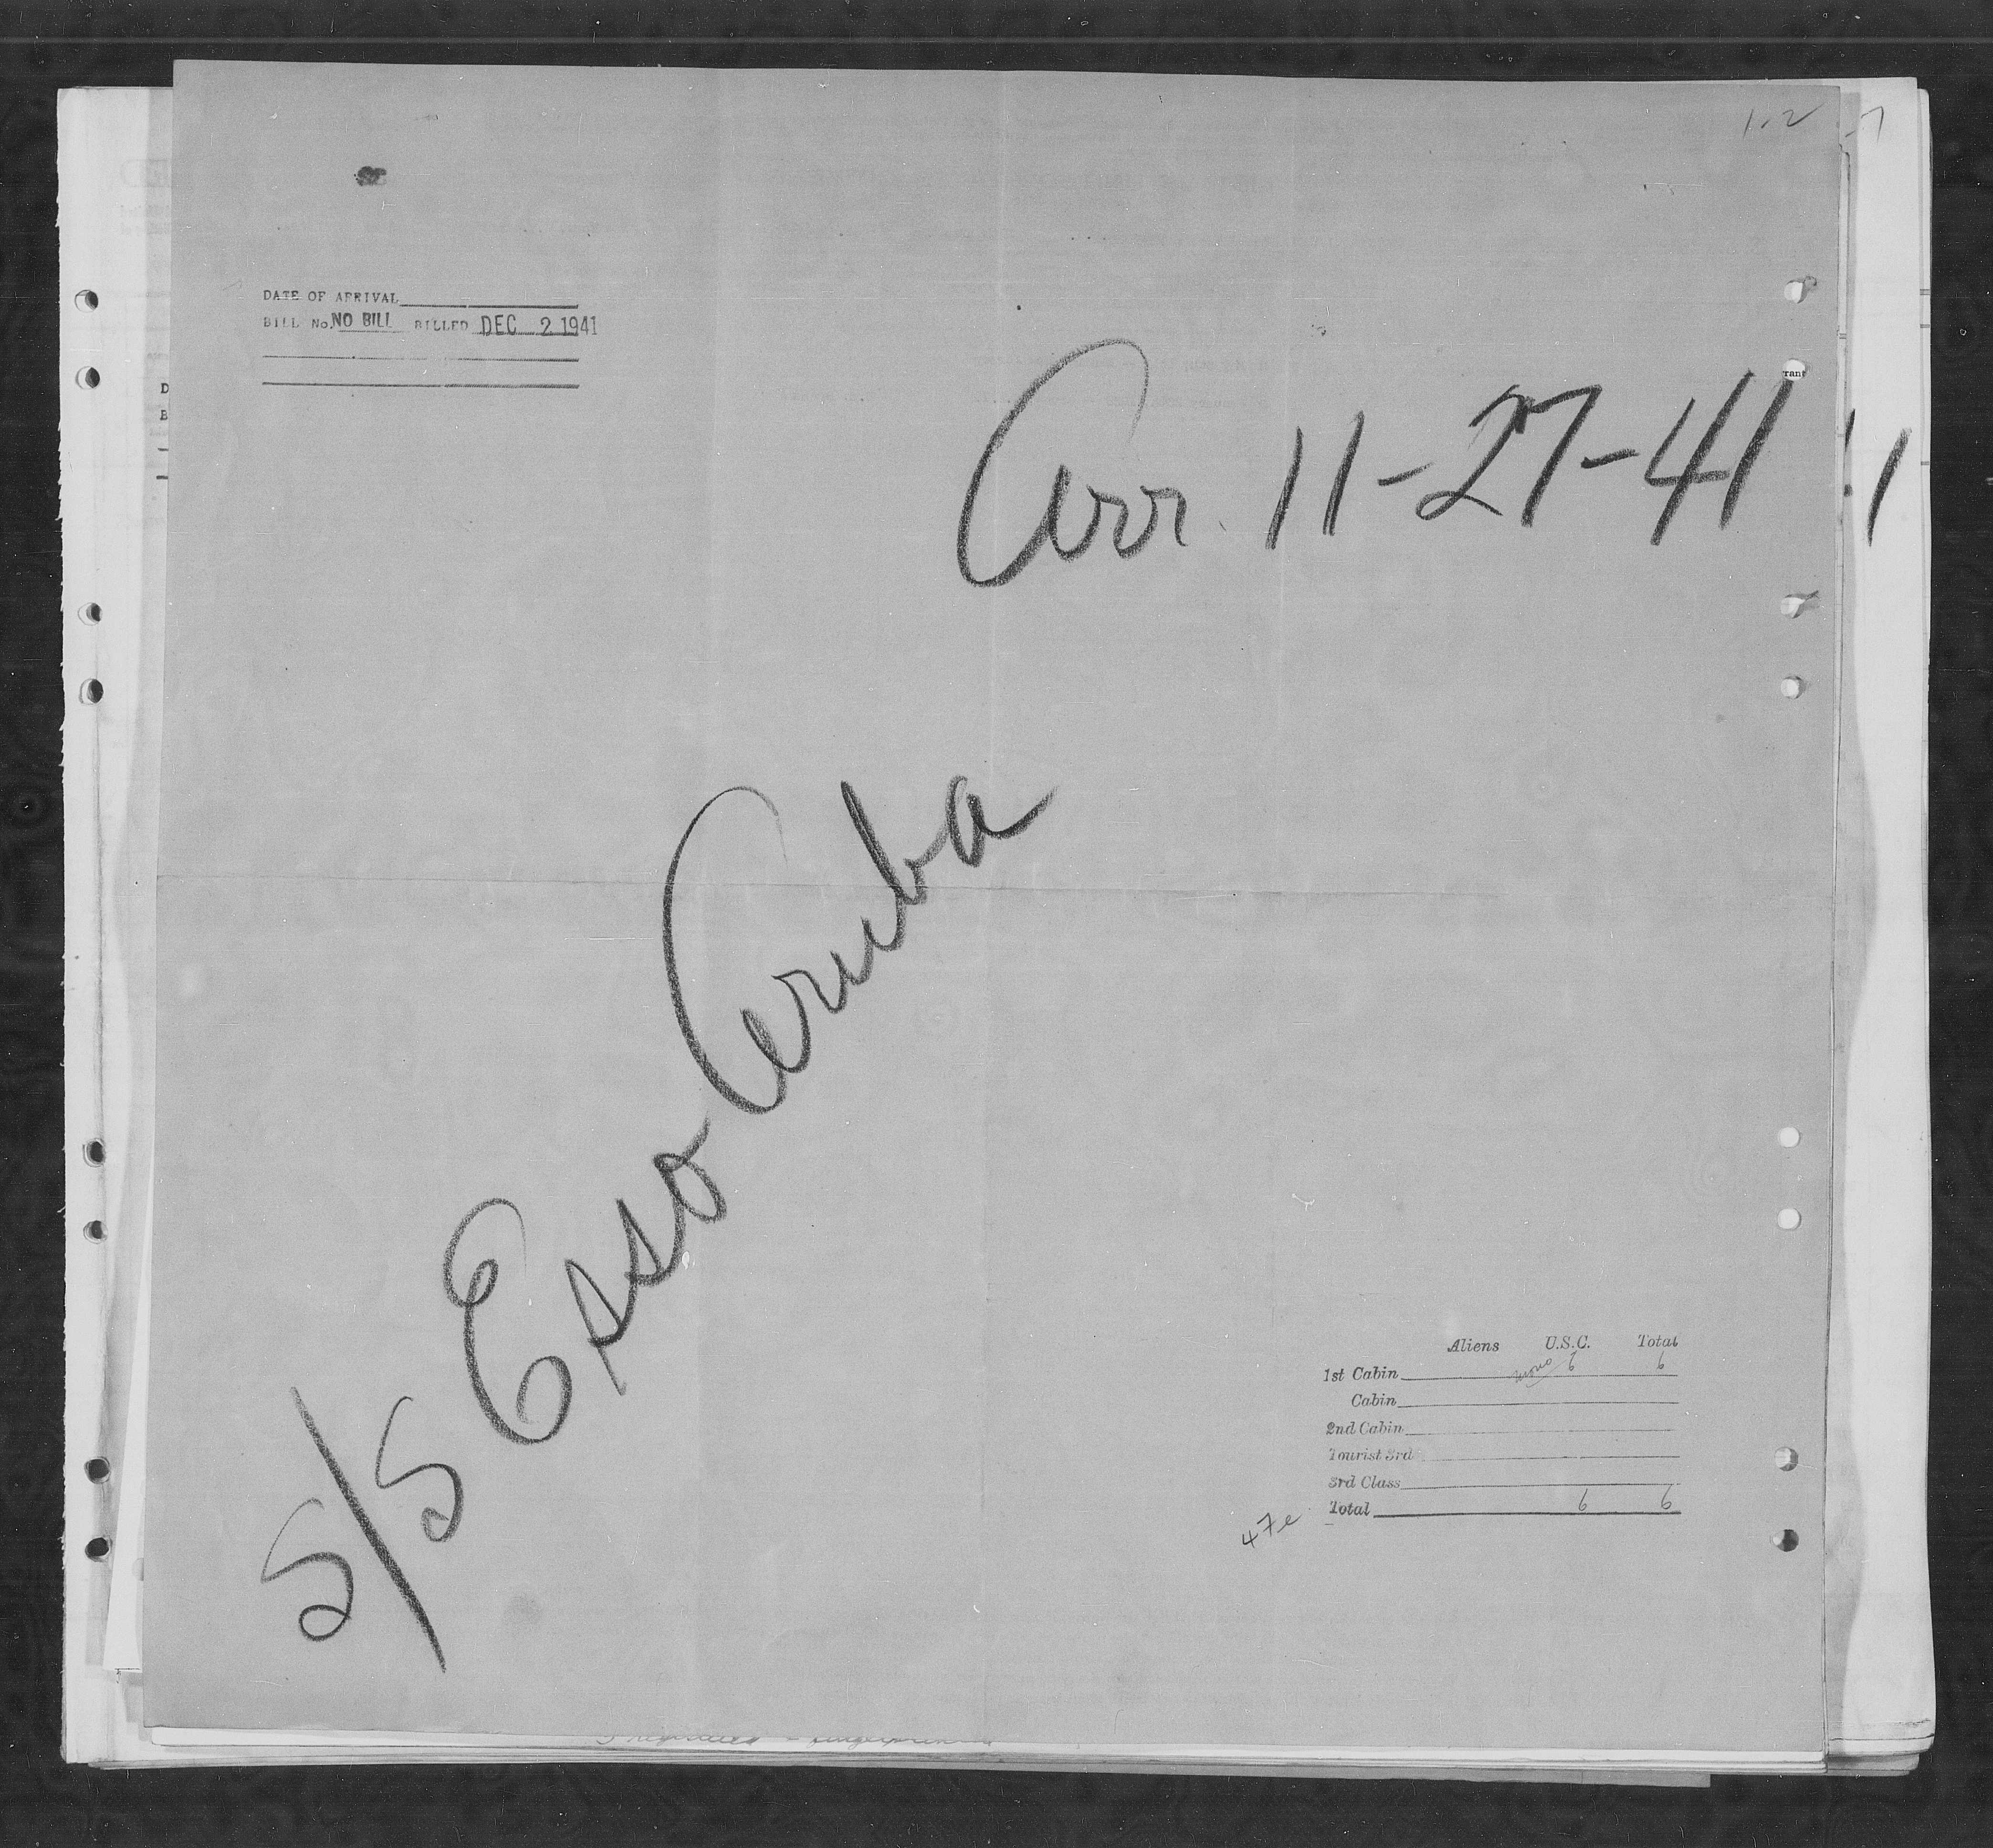 1-2
DATE OF ARRIVAL
BILL No. NO BILL BILLED DEC 2 1941
Arr. 11-27-41
rant
D
B
S/S Esso Aruba
Aliens U.S.C. Total
1st Cabin 6 6
Cabin
2nd Cabin
Tourist 3rd
3rd Class
Total 6 6
47e